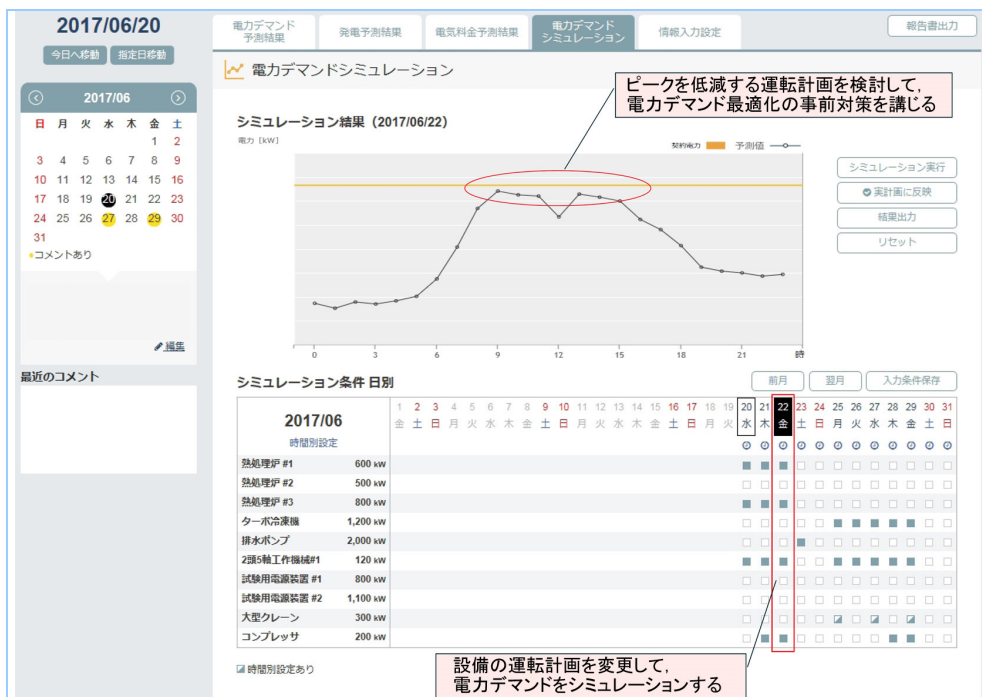 2017/06/20
今日へ移動 指定日移動
2017/06
日 月 火 水 木 金 土
1 2
3 4 5 6 7 8 9
10 11 12 13 14 15 16
17 18 19 20 21 22 23
24 25 26 27 28 29 30
31
•コメントあり
編集
最近のコメント
電力デマンド
予測結果
発電予測結果
電気料金予測結果
電力デマンド
シミュレーション
情報入力設定
報告書出力
電力デマンドシミュレーション
ピークを低減する運転計画を検討して,
電力デマンド最適化の事前対策を講じる
シミュレーション結果（2017/06/22）
電力 [kW]
契約電力 予測値
シミュレーション実行
実計画に反映
結果出力
リセット
0 3 6 9 12 15 18 21 時
シミュレーション条件 日別
前月 翌月 入力条件保存
2017/06
時間別設定
1 2 3 4 5 6 7 8 9 10 11 12 13 14 15 16 17 18 19 20 21 22 23 24 25 26 27 28 29 30 31
金 土 日 月 火 水 木 金 土 日 月 火 水 木 金 土 日 月 火 水 木 金 土 日 月 火 水 木 金 土 日
熱処理炉 #1 600 kW
熱処理炉 #2 500 kW
熱処理炉 #3 800 kW
ターボ冷凍機 1,200 kW
排水ポンプ 2,000 kW
2頭5軸工作機械#1 120 kW
試験用電源装置 #1 800 kW
試験用電源装置 #2 1,100 kW
大型クレーン 300 kW
コンプレッサ 200 kW
時間別設定あり
設備の運転計画を変更して,
電力デマンドをシミュレーションする